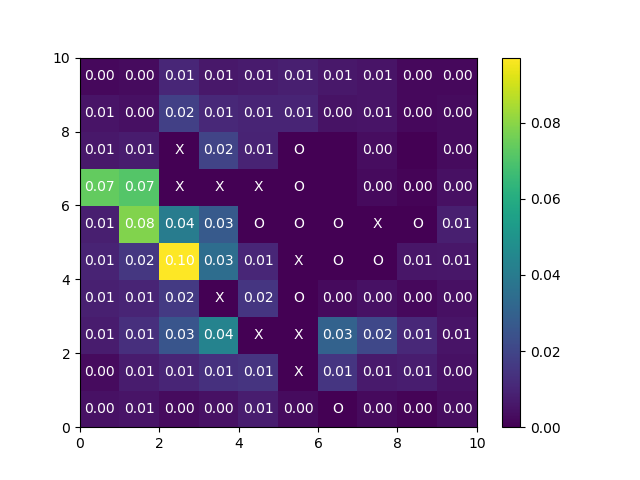 10 0.00 0.00 0.01 0.01 0.01 0.01 0.01 0.01 0.00 0.00
0.01 0.00 0.02 0.01 0.01 0.01 0.00 0.01 0.00 0.00 0.08
8 0.01 0.01 X 0.02 0.01 O 0.00 0.00
0.07 0.07 X X X O 0.00 0.00 0.00 0.06
6 0.01 0.08 0.04 0.03 O O O X O 0.01
0.01 0.02 0.10 0.03 0.01 X O O 0.01 0.01 0.04
4 0.01 0.01 0.02 X 0.02 O 0.00 0.00 0.00 0.00
0.01 0.01 0.03 0.04 X X 0.03 0.02 0.01 0.01 0.02
2 0.00 0.01 0.01 0.01 0.01 X 0.01 0.01 0.01 0.00
0.00 0.01 0.00 0.00 0.01 0.00 O 0.00 0.00 0.00
0 0.00
0 2 4 6 8 10